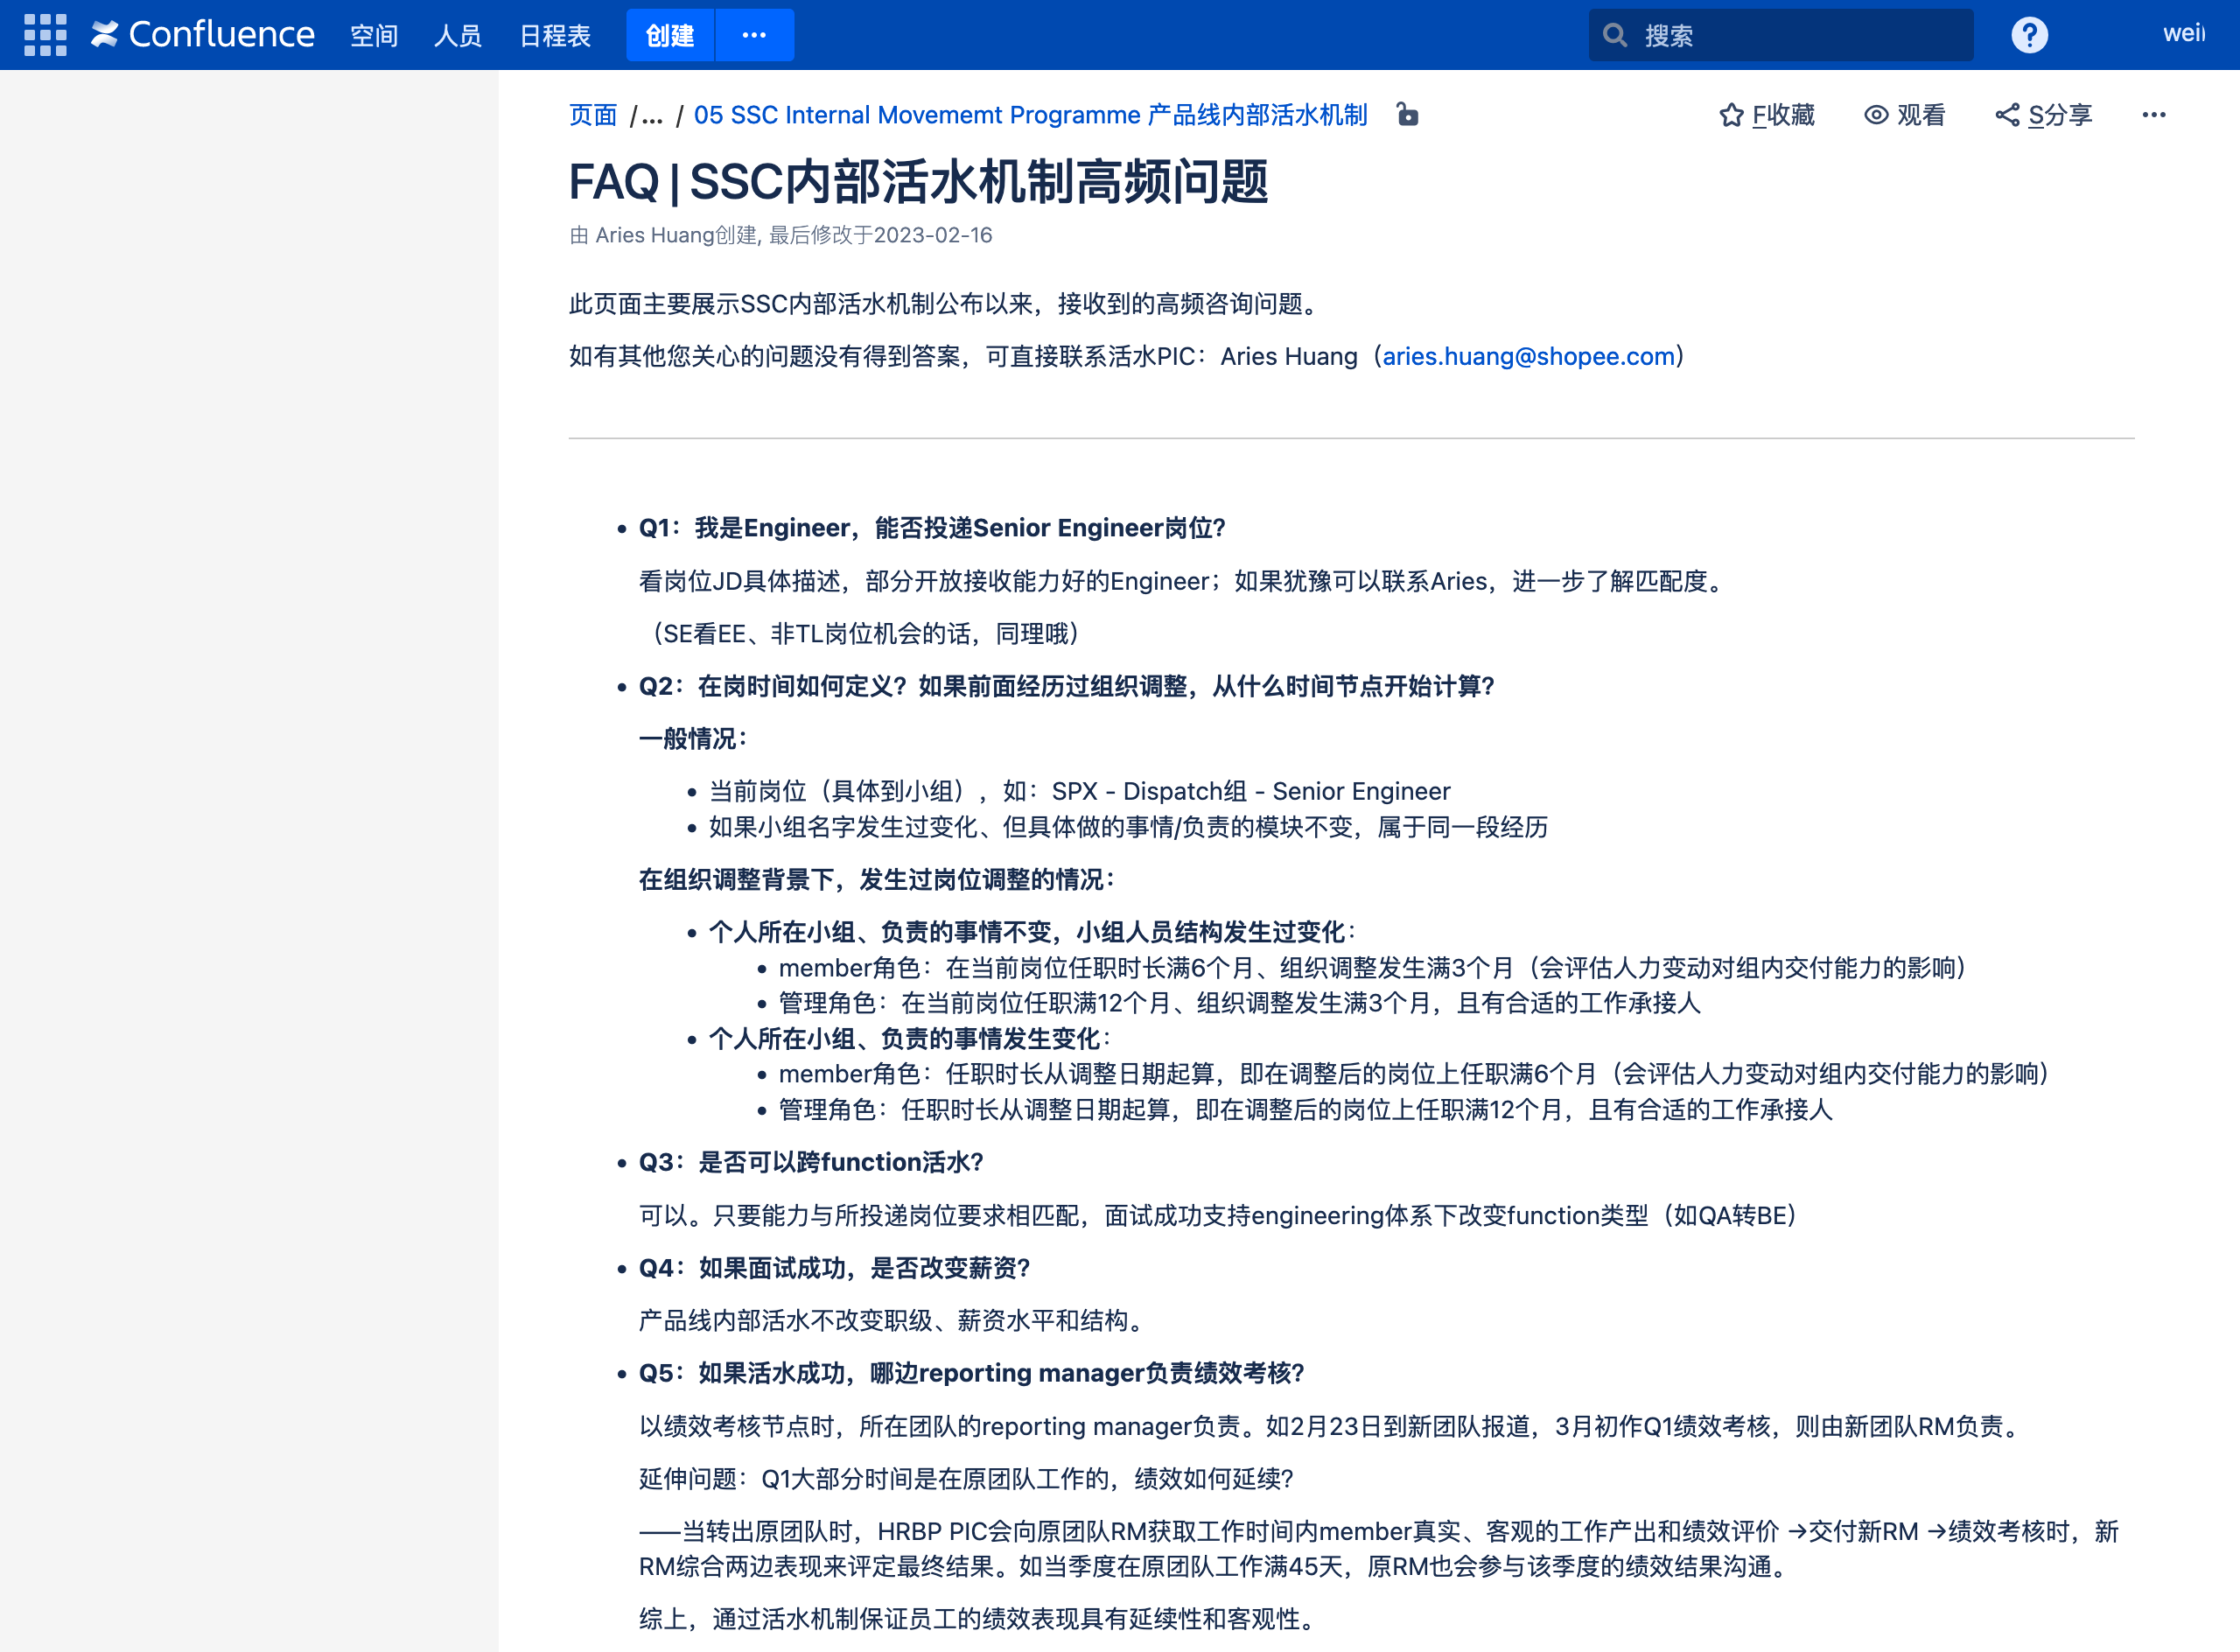 Confluence 空间 人员 日程表 创建 ··· 搜索 ?
页面 /... / 05 SSC Internal Movememt Programme 产品线内部活水机制 F收藏 观看 S分享 ···
FAQ | SSC内部活水机制高频问题
由 Aries Huang创建, 最后修改于2023-02-16
此页面主要展示SSC内部活水机制公布以来，接收到的高频咨询问题。
如有其他您关心的问题没有得到答案，可直接联系活水PIC：Aries Huang（aries.huang@shopee.com）
• Q1：我是Engineer，能否投递Senior Engineer岗位？
看岗位JD具体描述，部分开放接收能力好的Engineer；如果犹豫可以联系Aries，进一步了解匹配度。
（SE看EE、非TL岗位机会的话，同理哦）
• Q2：在岗时间如何定义？如果前面经历过组织调整，从什么时间节点开始计算？
一般情况：
• 当前岗位（具体到小组），如：SPX - Dispatch组 - Senior Engineer
• 如果小组名字发生过变化、但具体做的事情/负责的模块不变，属于同一段经历
在组织调整背景下，发生过岗位调整的情况：
• 个人所在小组、负责的事情不变，小组人员结构发生过变化：
• member角色：在当前岗位任职时长满6个月、组织调整发生满3个月（会评估人力变动对组内交付能力的影响）
• 管理角色：在当前岗位任职满12个月、组织调整发生满3个月，且有合适的工作承接人
• 个人所在小组、负责的事情发生变化：
• member角色：任职时长从调整日期起算，即在调整后的岗位上任职满6个月（会评估人力变动对组内交付能力的影响）
• 管理角色：任职时长从调整日期起算，即在调整后的岗位上任职满12个月，且有合适的工作承接人
• Q3：是否可以跨function活水？
可以。只要能力与所投递岗位要求相匹配，面试成功支持engineering体系下改变function类型（如QA转BE）
• Q4：如果面试成功，是否改变薪资？
产品线内部活水不改变职级、薪资水平和结构。
• Q5：如果活水成功，哪边reporting manager负责绩效考核？
以绩效考核节点时，所在团队的reporting manager负责。如2月23日到新团队报道，3月初作Q1绩效考核，则由新团队RM负责。
延伸问题：Q1大部分时间是在原团队工作的，绩效如何延续？
——当转出原团队时，HRBP PIC会向原团队RM获取工作时间内member真实、客观的工作产出和绩效评价 →交付新RM →绩效考核时，新
RM综合两边表现来评定最终结果。如当季度在原团队工作满45天，原RM也会参与该季度的绩效结果沟通。
综上，通过活水机制保证员工的绩效表现具有延续性和客观性。